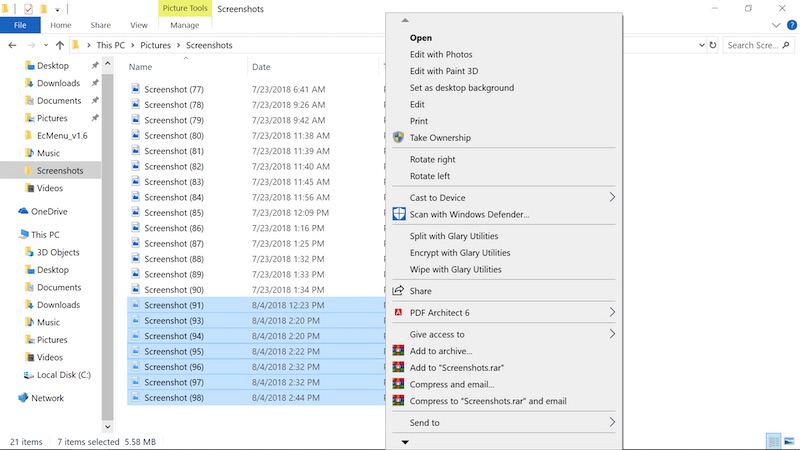 Picture Tools
Screenshots
File
Home
Share
View
Manage
This PC
Pictures
Screenshots
Search Scre...
Desktop
Downloads
Documents
Pictures
EcMenu_v1.6
Music
Screenshots
Videos
OneDrive
This PC
3D Objects
Desktop
Documents
Downloads
Music
Pictures
Videos
Local Disk (C:)
Network
Name
Date
Screenshot (77) 7/23/2018 6:41 AM
Screenshot (78) 7/23/2018 9:26 AM
Screenshot (79) 7/23/2018 9:42 AM
Screenshot (80) 7/23/2018 11:38 AM
Screenshot (81) 7/23/2018 11:39 AM
Screenshot (82) 7/23/2018 11:40 AM
Screenshot (83) 7/23/2018 11:45 AM
Screenshot (84) 7/23/2018 11:56 AM
Screenshot (85) 7/23/2018 12:09 PM
Screenshot (86) 7/23/2018 1:16 PM
Screenshot (87) 7/23/2018 1:25 PM
Screenshot (88) 7/23/2018 1:32 PM
Screenshot (89) 7/23/2018 1:33 PM
Screenshot (90) 7/23/2018 1:34 PM
Screenshot (91) 8/4/2018 12:23 PM
Screenshot (93) 8/4/2018 2:20 PM
Screenshot (94) 8/4/2018 2:20 PM
Screenshot (95) 8/4/2018 2:22 PM
Screenshot (96) 8/4/2018 2:32 PM
Screenshot (97) 8/4/2018 2:32 PM
Screenshot (98) 8/4/2018 2:44 PM
Open
Edit with Photos
Edit with Paint 3D
Set as desktop background
Edit
Print
Take Ownership
Rotate right
Rotate left
Cast to Device
Scan with Windows Defender...
Split with Glary Utilities
Encrypt with Glary Utilities
Wipe with Glary Utilities
Share
PDF Architect 6
Give access to
Add to archive...
Add to "Screenshots.rar"
Compress and email...
Compress to "Screenshots.rar" and email
Send to
21 items 7 items selected 5.58 MB